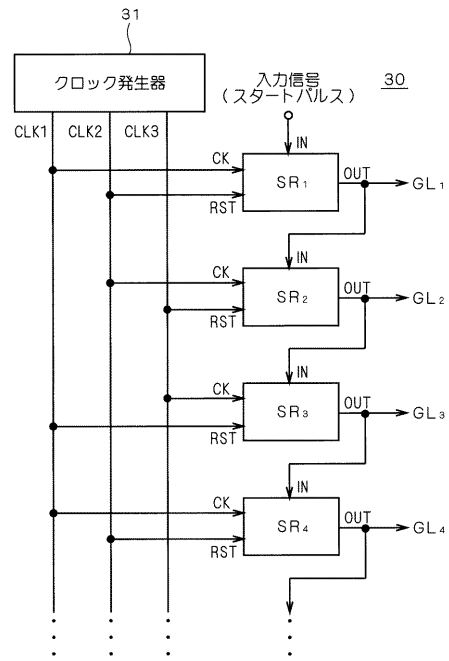 31
クロック発生器
入力信号
(スタートパルス)
30
CLK1 CLK2 CLK3
IN
CK
SR1
OUT
GL1
RST
IN
CK
SR2
OUT
GL2
RST
IN
CK
SR3
OUT
GL3
RST
IN
CK
SR4
OUT
GL4
RST